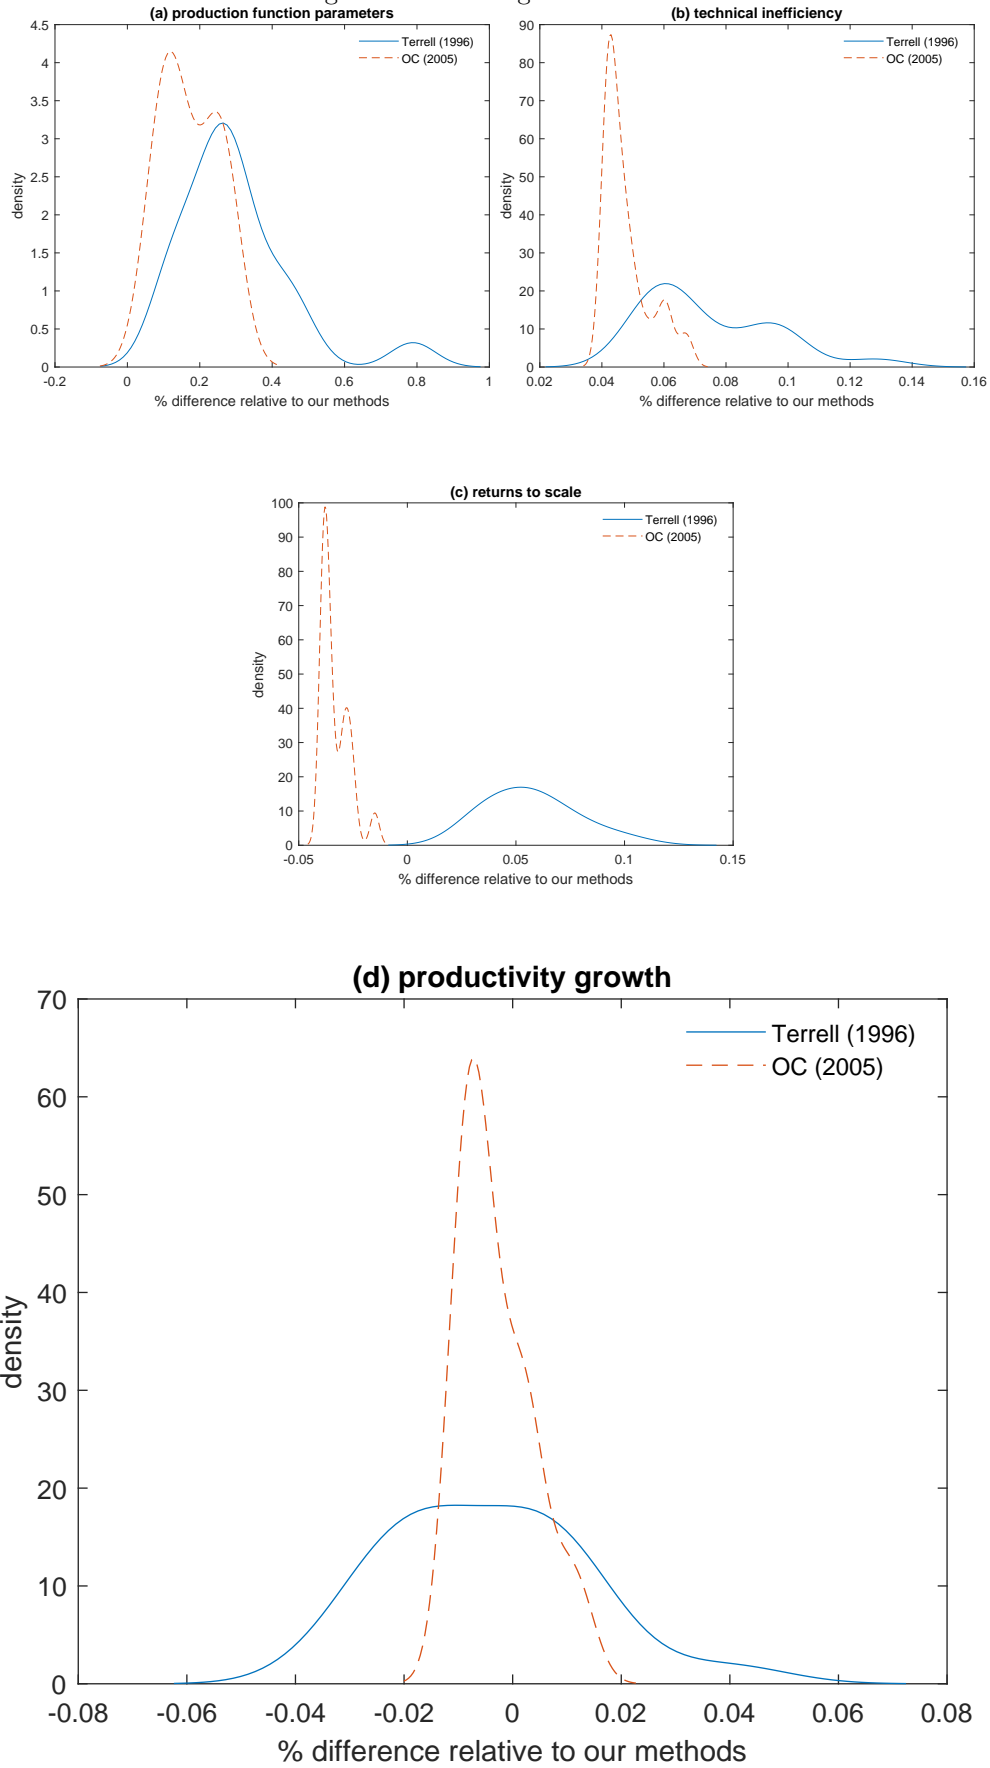 (a) production function parameters
Terrell (1996)
OC (2005)
4.5
4
3.5
3
2.5
2
1.5
1
0.5
0
density
-0.2 0 0.2 0.4 0.6 0.8 1
% difference relative to our methods
(b) technical inefficiency
Terrell (1996)
OC (2005)
90
80
70
60
50
40
30
20
10
0
density
0.02 0.04 0.06 0.08 0.1 0.12 0.14 0.16
% difference relative to our methods
(c) returns to scale
Terrell (1996)
OC (2005)
100
90
80
70
60
50
40
30
20
10
0
density
-0.05 0 0.05 0.1 0.15
% difference relative to our methods
(d) productivity growth
Terrell (1996)
OC (2005)
70
60
50
40
30
20
10
0
density
-0.08 -0.06 -0.04 -0.02 0 0.02 0.04 0.06 0.08
% difference relative to our methods